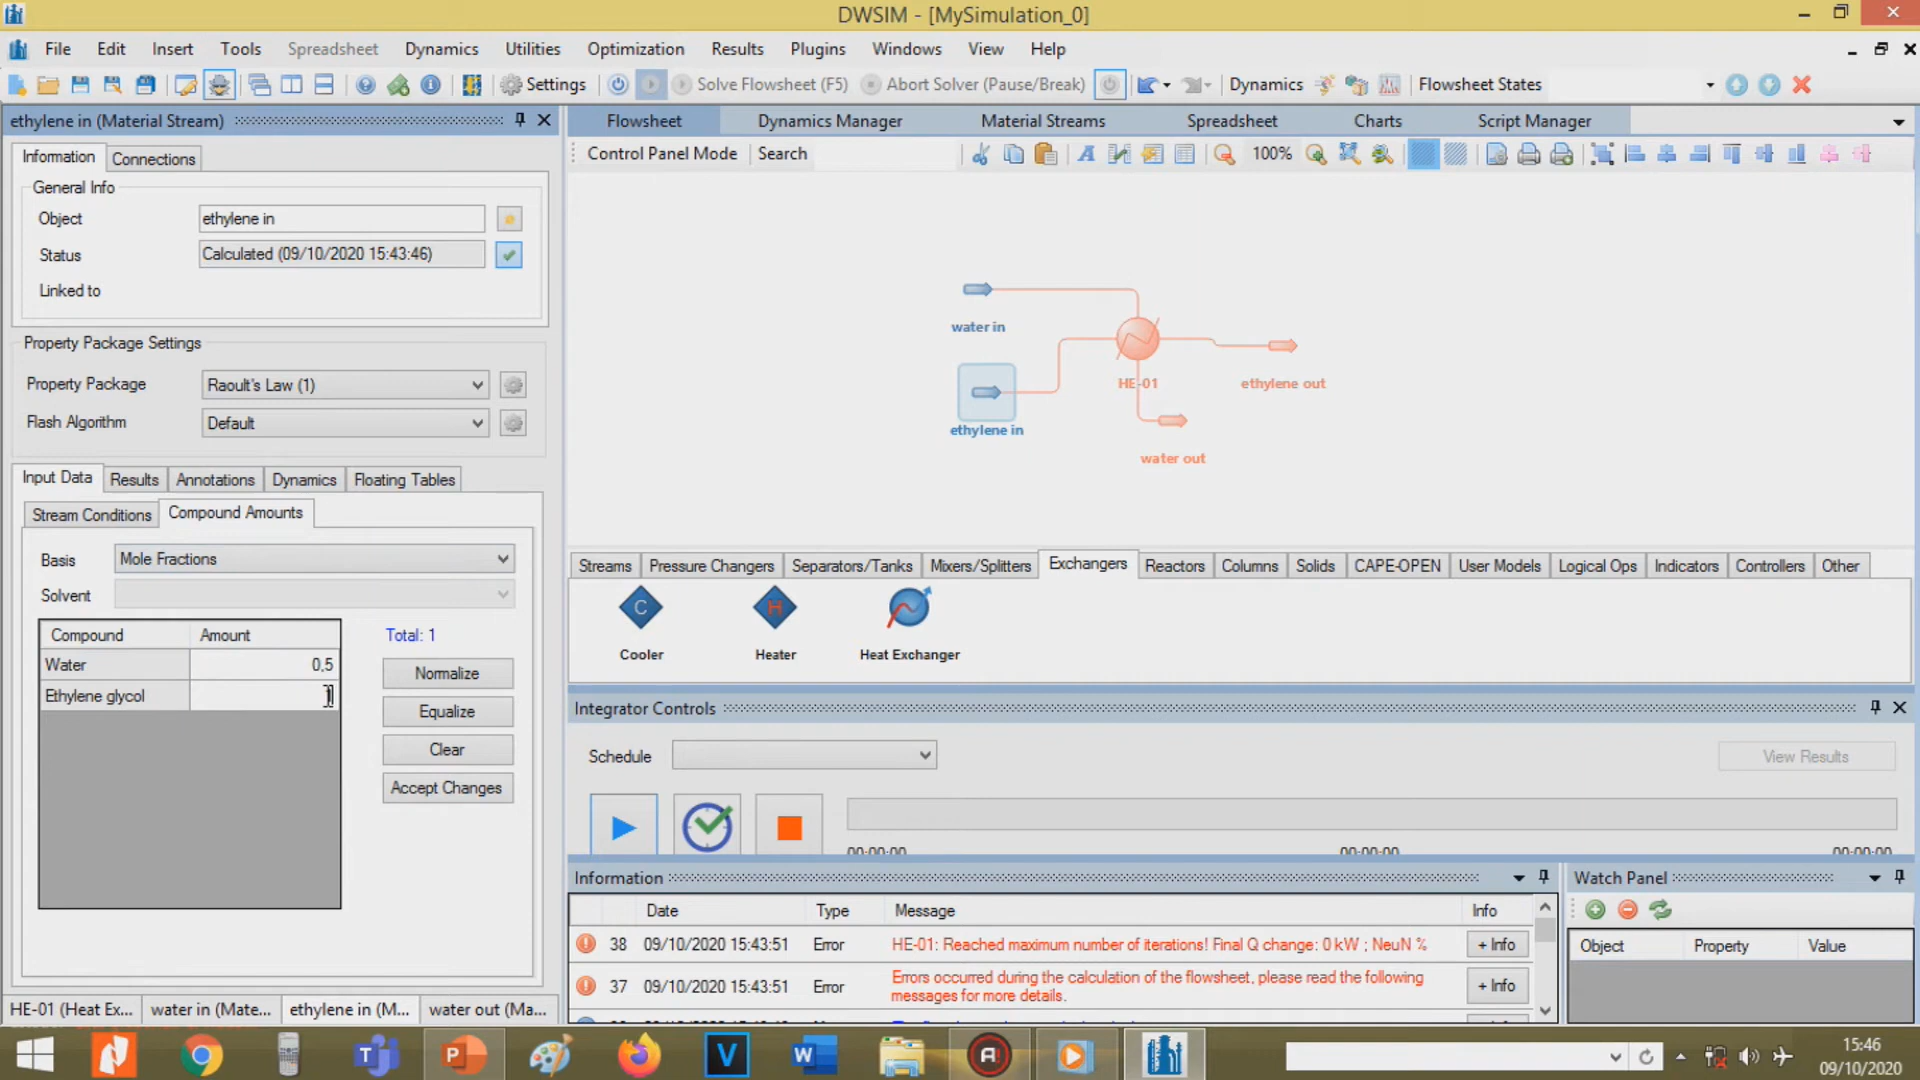 DWSIM - [MySimulation_0]
File Edit Insert Tools Spreadsheet Dynamics Utilities Optimization Results Plugins Windows View Help
Settings Solve Flowsheet (F5) Abort Solver (Pause/Break) Dynamics Flowsheet States
ethylene in (Material Stream)
Information Connections
General Info
Object ethylene in
Status Calculated (09/10/2020 15:43:46)
Linked to
Property Package Settings
Property Package Raoult's Law (1)
Flash Algorithm Default
Input Data Results Annotations Dynamics Floating Tables
Stream Conditions Compound Amounts
Basis Mole Fractions
Solvent
Compound Amount Total: 1
Water 0,5
Ethylene glycol
Normalize
Equalize
Clear
Accept Changes
HE-01 (Heat Ex... water in (Mate... ethylene in (M... water out (Ma...
Flowsheet Dynamics Manager Material Streams Spreadsheet Charts Script Manager
Control Panel Mode Search 100%
water in
HE-01
ethylene out
ethylene in
water out
Streams Pressure Changers Separators/Tanks Mixers/Splitters Exchangers Reactors Columns Solids CAPE-OPEN User Models Logical Ops Indicators Controllers Other
C H
Cooler Heater Heat Exchanger
Integrator Controls
Schedule View Results
00:00:00 00:00:00 00:00:00
Information
Date Type Message Info
38 09/10/2020 15:43:51 Error HE-01: Reached maximum number of iterations! Final Q change: 0 kW ; NeuN % + Info
37 09/10/2020 15:43:51 Error Errors occurred during the calculation of the flowsheet, please read the following
messages for more details. + Info
Watch Panel
Object Property Value
15:46
09/10/2020